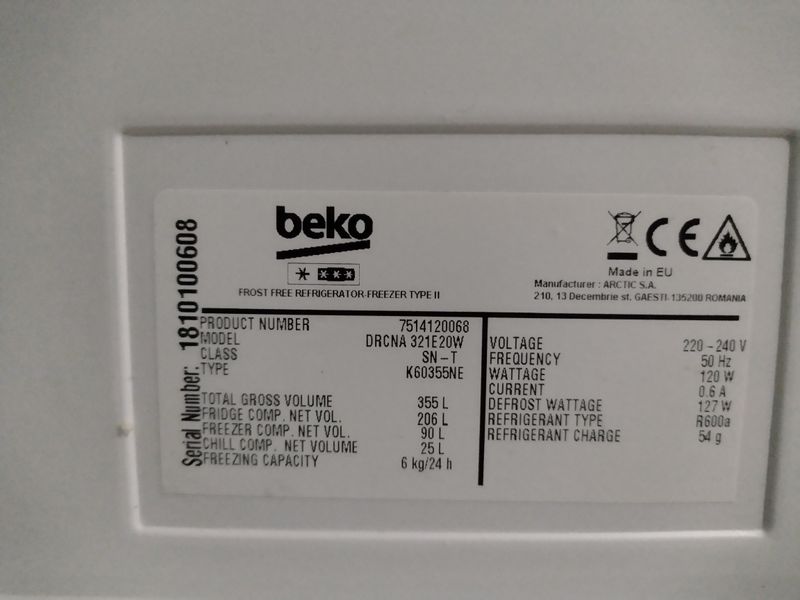 beko
FROST FREE REFRIGERATOR-FREEZER TYPE II
Made in EU
Manufacturer : ARCTIC S.A.
210, 13 Decembrie st. GAESTI-135200 ROMANIA
Serial Number: 1810100608
PRODUCT NUMBER 7514120068
MODEL DRCNA 321E20W
CLASS SN-T
TYPE K60355NE
TOTAL GROSS VOLUME 355 L
FRIDGE COMP. NET VOL. 206 L
FREEZER COMP. NET VOL. 90 L
CHILL COMP. NET VOLUME 25 L
FREEZING CAPACITY 6 kg/24 h
VOLTAGE 220-240 V
FREQUENCY 50 Hz
WATTAGE 120 W
CURRENT 0.6 A
DEFROST WATTAGE 127 W
REFRIGERANT TYPE R600a
REFRIGERANT CHARGE 54 g